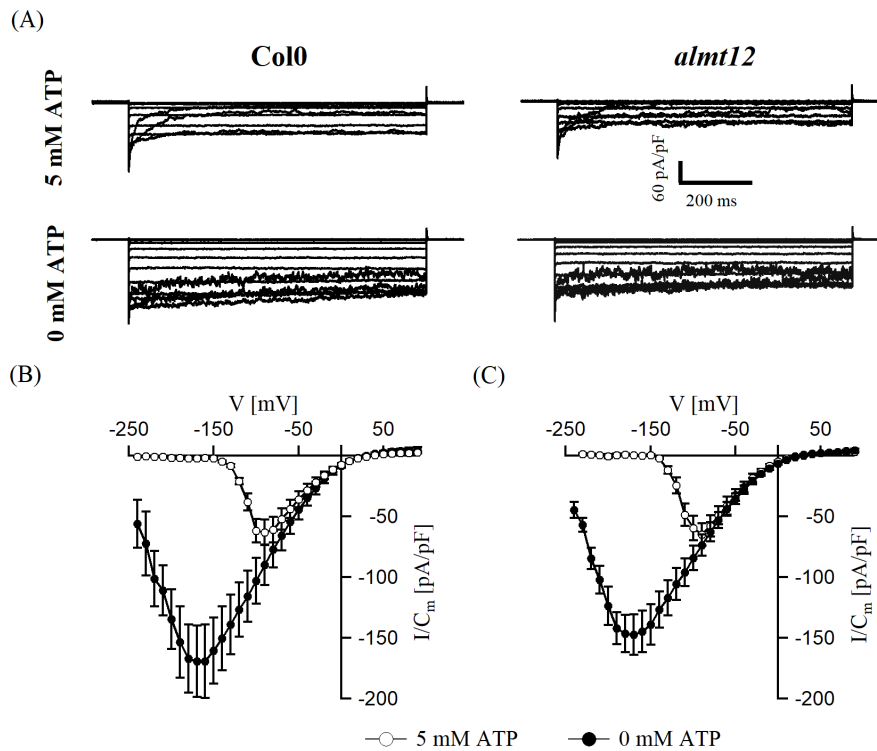 (A)
Col0
almt12
5 mM ATP
60 pA/pF
200 ms
0 mM ATP
(B)
(C)
V [mV]
V [mV]
-250 -150 -50 50
-250 -150 -50 50
-50
-100
-150
-200
I/Cm [pA/pF]
-50
-100
-150
-200
I/Cm [pA/pF]
5 mM ATP 0 mM ATP